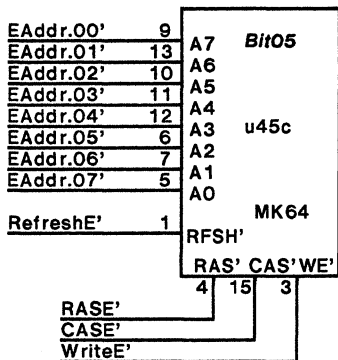 EAddr.00' 9 A7 Bit05
EAddr.01' 13 A6
EAddr.02' 10 A5
EAddr.03' 11 A4
EAddr.04' 12 A3 u45c
EAddr.05' 6 A2
EAddr.06' 7 A1
EAddr.07' 5 A0
MK64
RefreshE' 1 RFSH'
RAS' CAS' WE'
4 15 3
RASE'
CASE'
WriteE'